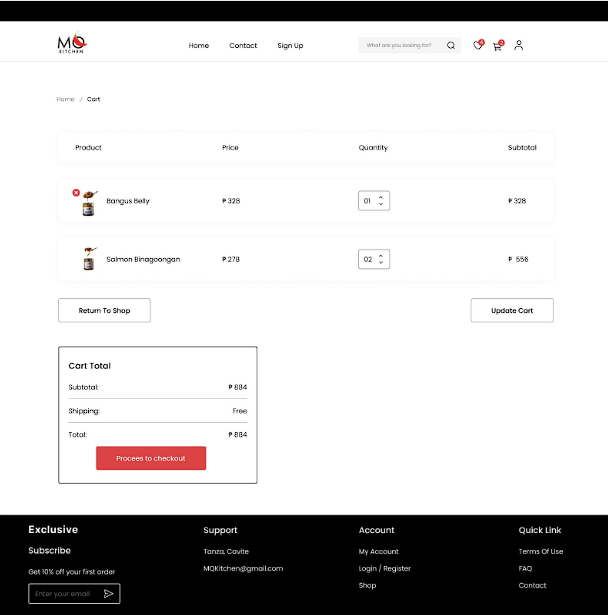 MQ
KITCHEN
Home Contact Sign Up
What are you looking for?
4
2
Home / Cart
Product Price Quantity Subtotal
Bangus Belly ₱ 328 01 ₱ 328
Salmon Binagoongan ₱ 278 02 ₱ 556
Return To Shop Update Cart
Cart Total
Subtotal: ₱ 884
Shipping: Free
Total: ₱ 884
Procees to checkout
Exclusive Support Account Quick Link
Subscribe Tanza, Cavite My Account Terms Of Use
Get 10% off your first order MQKitchen@gmail.com Login / Register FAQ
Enter your email Shop Contact